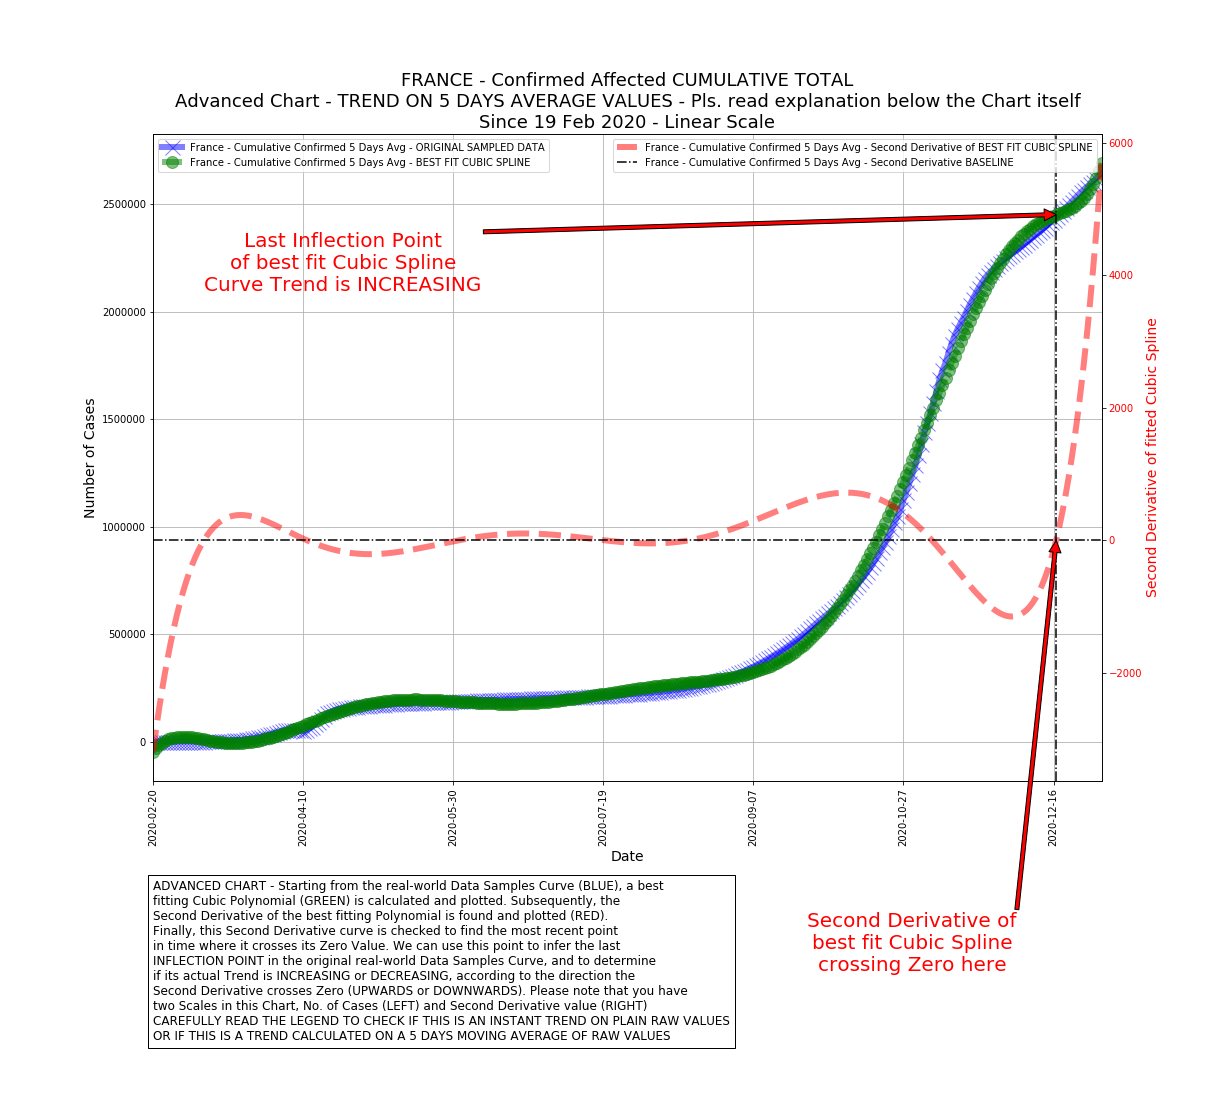 FRANCE - Confirmed Affected CUMULATIVE TOTAL
Advanced Chart - TREND ON 5 DAYS AVERAGE VALUES - Pls. read explanation below the Chart itself
Since 19 Feb 2020 - Linear Scale
France - Cumulative Confirmed 5 Days Avg - ORIGINAL SAMPLED DATA
France - Cumulative Confirmed 5 Days Avg - BEST FIT CUBIC SPLINE
France - Cumulative Confirmed 5 Days Avg - Second Derivative of BEST FIT CUBIC SPLINE
France - Cumulative Confirmed 5 Days Avg - Second Derivative BASELINE
Last Inflection Point
of best fit Cubic Spline
Curve Trend is INCREASING
Number of Cases
2500000
2000000
1500000
1000000
500000
0
6000
4000
2000
0
−2000
Second Derivative of fitted Cubic Spline
2020-02-20
2020-04-10
2020-05-30
2020-07-19
2020-09-07
2020-10-27
2020-12-16
Date
Second Derivative of
best fit Cubic Spline
crossing Zero here
ADVANCED CHART - Starting from the real-world Data Samples Curve (BLUE), a best
fitting Cubic Polynomial (GREEN) is calculated and plotted. Subsequently, the
Second Derivative of the best fitting Polynomial is found and plotted (RED).
Finally, this Second Derivative curve is checked to find the most recent point
in time where it crosses its Zero Value. We can use this point to infer the last
INFLECTION POINT in the original real-world Data Samples Curve, and to determine
if its actual Trend is INCREASING or DECREASING, according to the direction the
Second Derivative crosses Zero (UPWARDS or DOWNWARDS). Please note that you have
two Scales in this Chart, No. of Cases (LEFT) and Second Derivative value (RIGHT)
CAREFULLY READ THE LEGEND TO CHECK IF THIS IS AN INSTANT TREND ON PLAIN RAW VALUES
OR IF THIS IS A TREND CALCULATED ON A 5 DAYS MOVING AVERAGE OF RAW VALUES